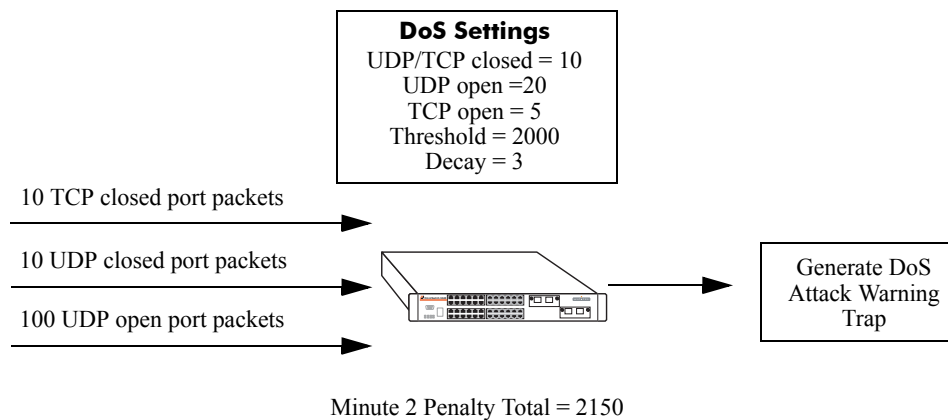 DoS Settings
UDP/TCP closed = 10
UDP open =20
TCP open = 5
Threshold = 2000
Decay = 3
10 TCP closed port packets
10 UDP closed port packets
100 UDP open port packets
Generate DoS
Attack Warning
Trap
Minute 2 Penalty Total = 2150